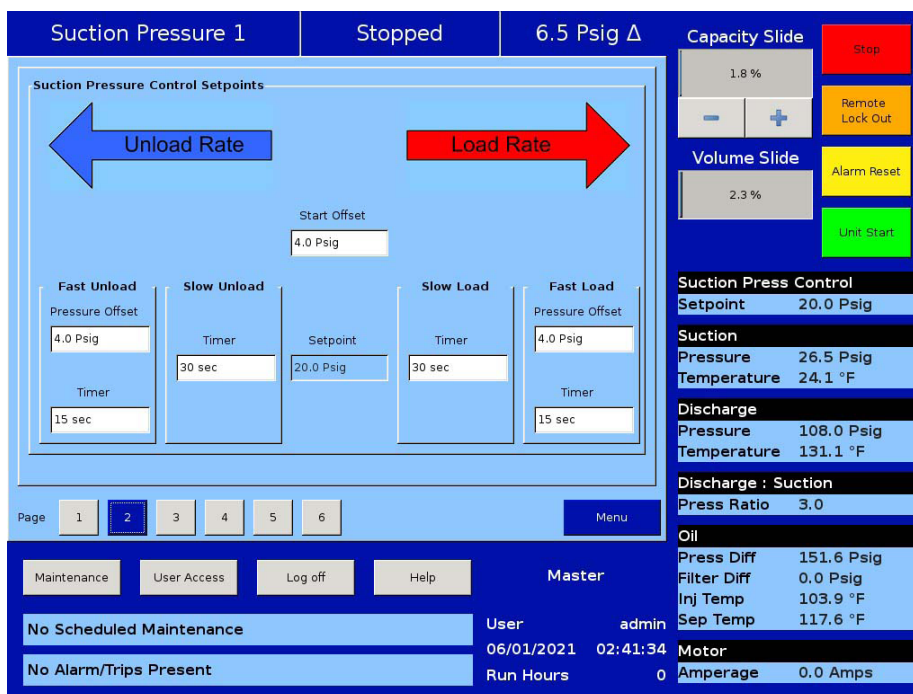 Suction Pressure 1
Stopped
6.5 Psig Δ
Suction Pressure Control Setpoints
Unload Rate
Load Rate
Start Offset
4.0 Psig
Fast Unload
Pressure Offset
4.0 Psig
Timer
15 sec
Slow Unload
Timer
30 sec
Setpoint
20.0 Psig
Slow Load
Timer
30 sec
Fast Load
Pressure Offset
4.0 Psig
Timer
15 sec
Page 1 2 3 4 5 6
Menu
Maintenance
User Access
Log off
Help
Master
No Scheduled Maintenance
No Alarm/Trips Present
User admin
06/01/2021 02:41:34
Run Hours 0
Capacity Slide
1.8 %
Volume Slide
2.3 %
Stop
Remote
Lock Out
Alarm Reset
Unit Start
Suction Press Control
Setpoint 20.0 Psig
Suction
Pressure 26.5 Psig
Temperature 24.1 °F
Discharge
Pressure 108.0 Psig
Temperature 131.1 °F
Discharge : Suction
Press Ratio 3.0
Oil
Press Diff 151.6 Psig
Filter Diff 0.0 Psig
Inj Temp 103.9 °F
Sep Temp 117.6 °F
Motor
Amperage 0.0 Amps